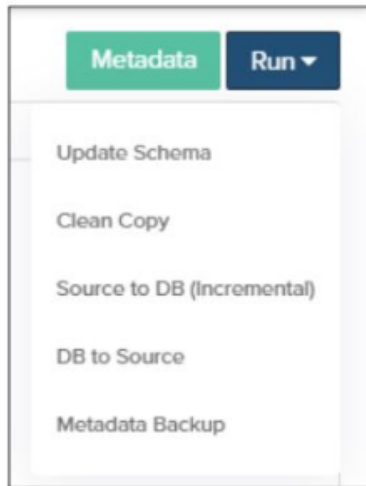 Metadata
Run
Update Schema
Clean Copy
Source to DB (Incremental)
DB to Source
Metadata Backup